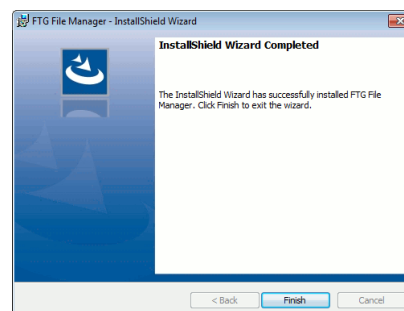 FTG File Manager - InstallShield Wizard
InstallShield Wizard Completed
The InstallShield Wizard has successfully installed FTG File
Manager. Click Finish to exit the wizard.
< Back Finish Cancel